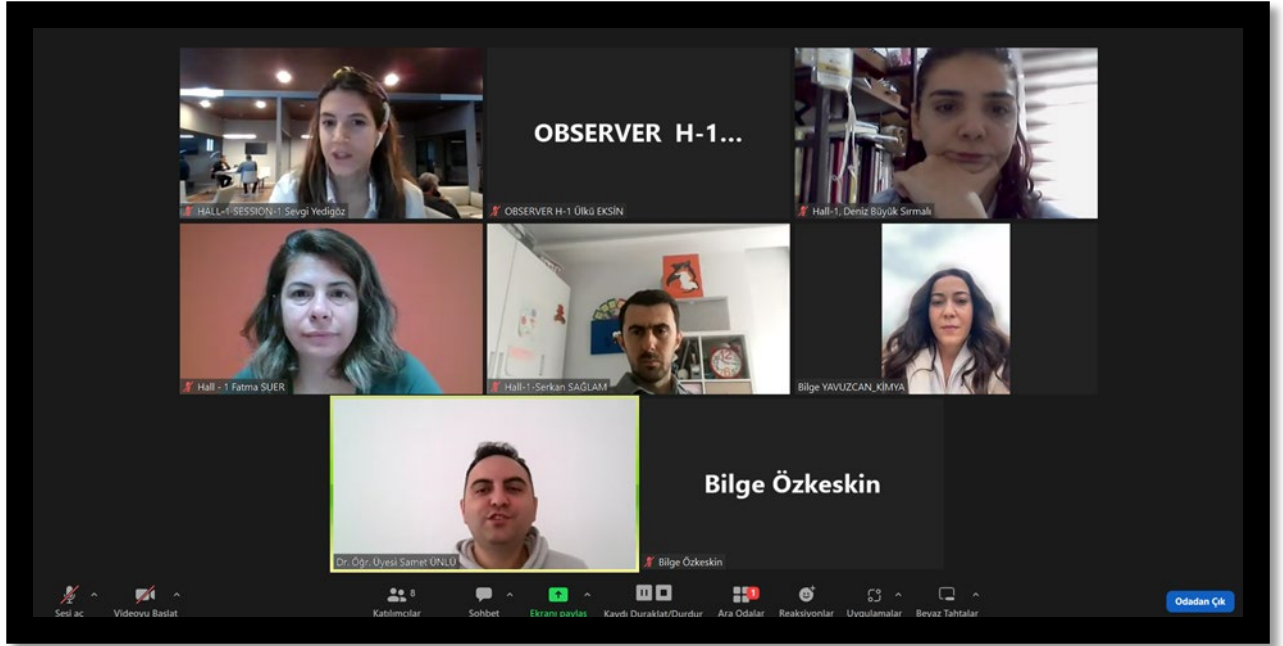 OBSERVER H-1...
HALL-1-SESSION-1 Sevgi Yedigöz
OBSERVER H-1 Ülkü EKSİN
Hall-1, Deniz Büyük Sırmalı
Hall - 1 Fatma SUER
Hall-1-Serkan SAĞLAM
Bilge YAVUZCAN_KİMYA
Bilge Özkeskin
Dr. Öğr. Üyesi Samet ÜNLÜ
Bilge Özkeskin
Sesi aç
Videoyu Başlat
8
Katılımcılar
Sohbet
Ekranı paylaş
Kaydı Duraklat/Durdur
1
Ara Odalar
Reaksiyonlar
Uygulamalar
Beyaz Tahtalar
Odadan Çık